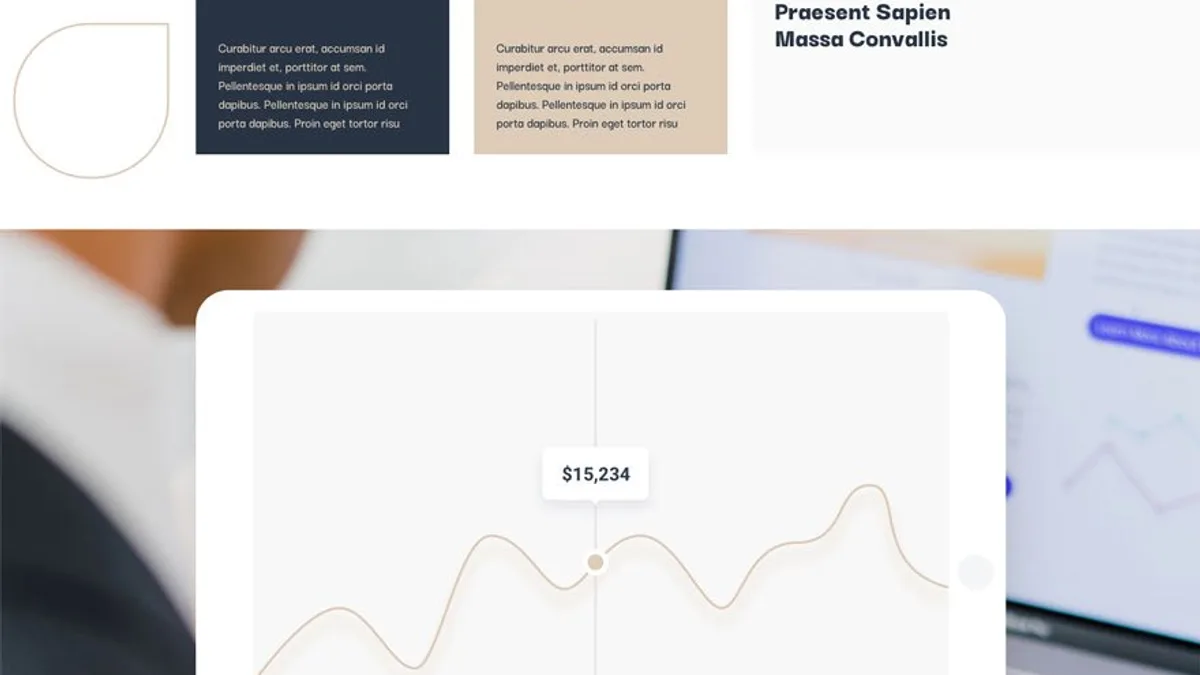 Praesent Sapien
Massa Convallis
Curabitur arcu erat, accumsan id
imperdiet et, porttitor at sem.
Pellentesque in ipsum id orci porta
dapibus. Pellentesque in ipsum id orci
porta dapibus. Proin eget tortor risu
Curabitur arcu erat, accumsan id
imperdiet et, porttitor at sem.
Pellentesque in ipsum id orci porta
dapibus. Pellentesque in ipsum id orci
porta dapibus. Proin eget tortor risu
$15,234